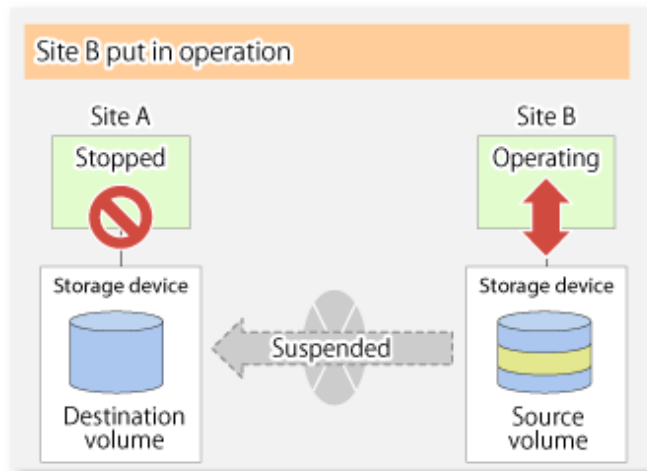 Site B put in operation
Site A
Site B
Stopped
Operating
Storage device
Storage device
Suspended
Destination
volume
Source
volume